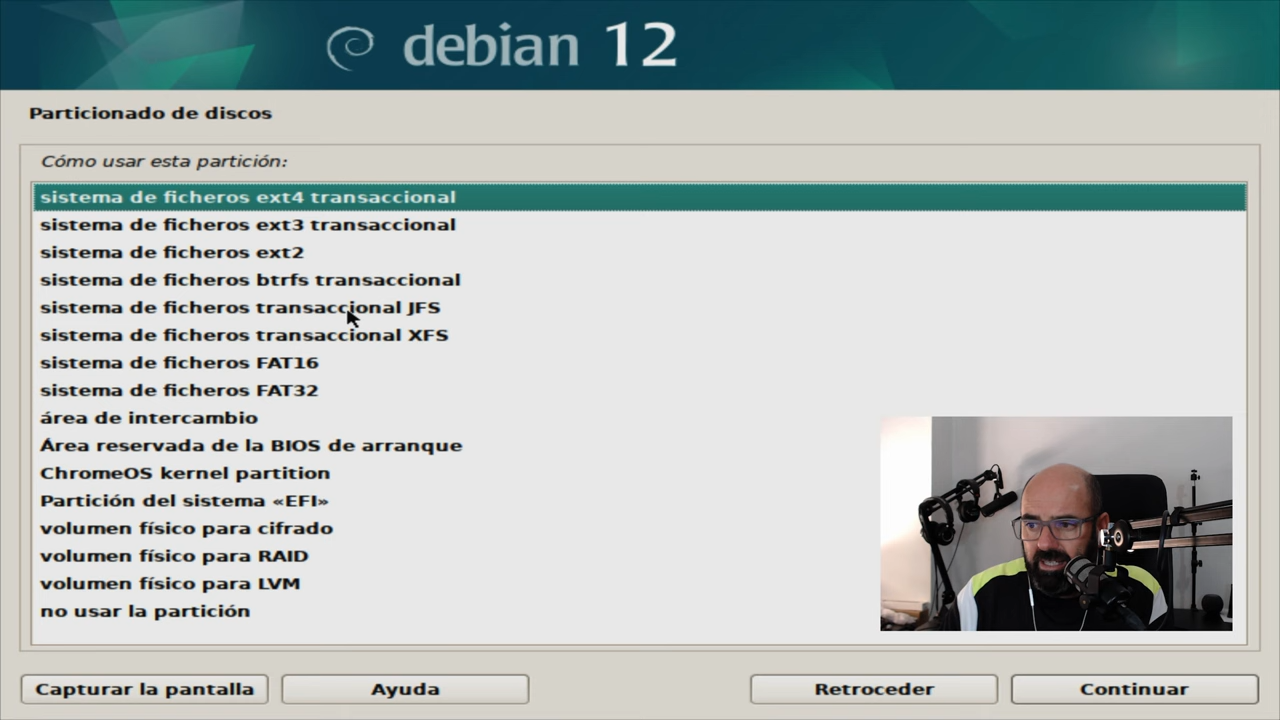 debian 12
Particionado de discos
Cómo usar esta partición:
sistema de ficheros ext4 transaccional
sistema de ficheros ext3 transaccional
sistema de ficheros ext2
sistema de ficheros btrfs transaccional
sistema de ficheros transaccional JFS
sistema de ficheros transaccional XFS
sistema de ficheros FAT16
sistema de ficheros FAT32
área de intercambio
Área reservada de la BIOS de arranque
ChromeOS kernel partition
Partición del sistema «EFI»
volumen físico para cifrado
volumen físico para RAID
volumen físico para LVM
no usar la partición
Capturar la pantalla
Ayuda
Retroceder
Continuar